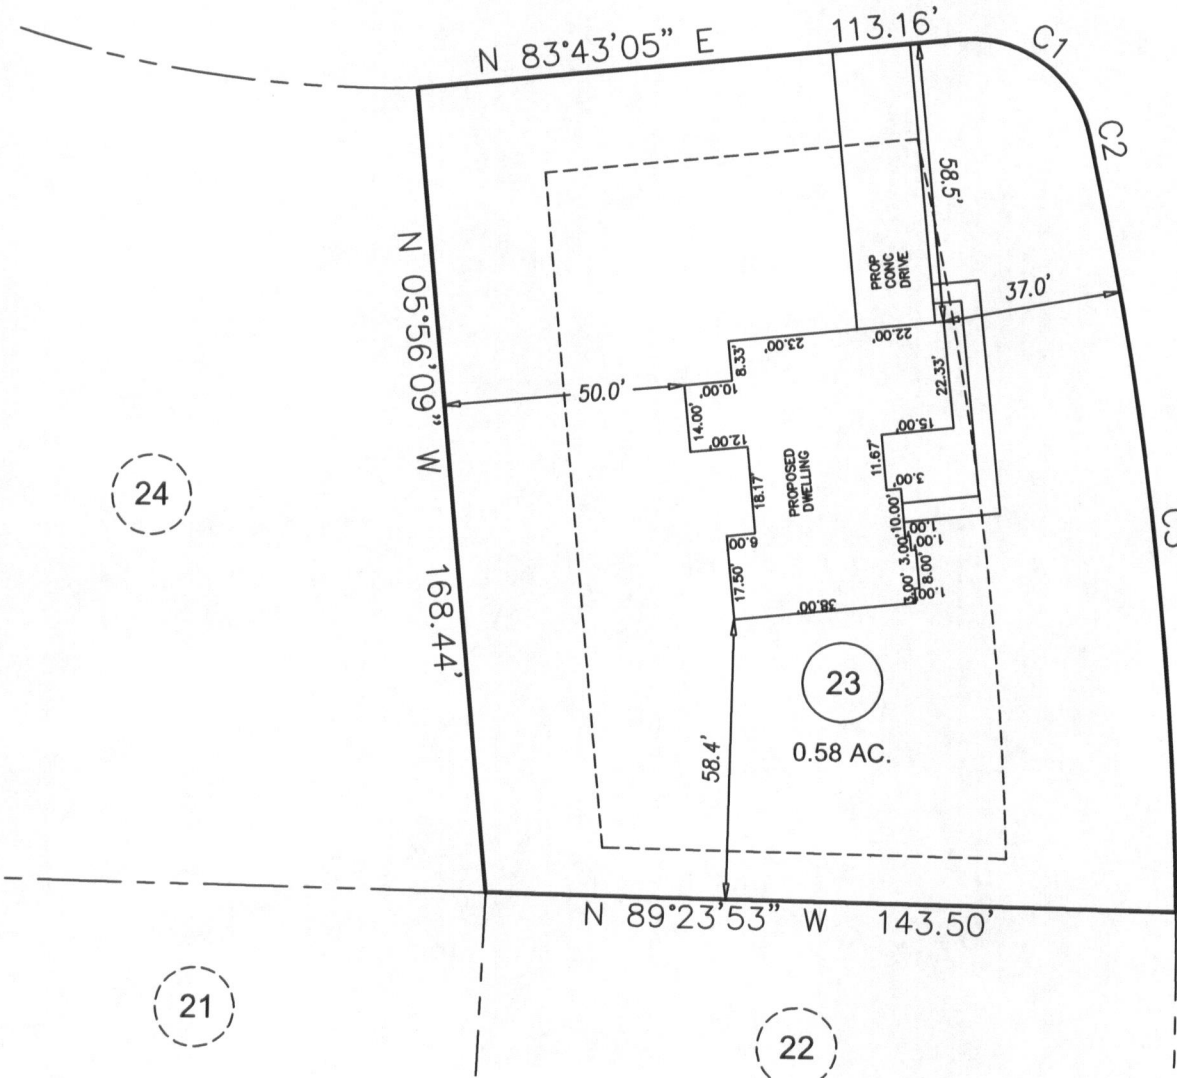 N 83°43'05" E 113.16'
C1
C2
58.5'
PROP
CONC
DRIVE
37.0'
N 05°56'09" W 168.44'
23.00'
22.00'
8.33'
10.00'
50.0'
22.33'
14.00'
12.00'
15.00'
11.67'
3.00'
PROPOSED
DWELLING
18.17'
10.00'
1.00'
1.00'
3.00'
6.00'
8.00'
17.50'
3.00'
1.00'
38.00'
C3
24
23
0.58 AC.
58.4'
N 89°23'53" W 143.50'
21
22